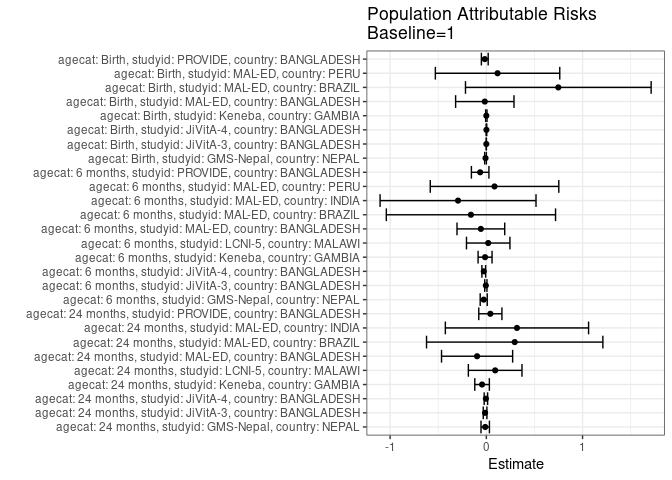 Population Attributable Risks
Baseline=1
agecat: Birth, studyid: PROVIDE, country: BANGLADESH
agecat: Birth, studyid: MAL-ED, country: PERU
agecat: Birth, studyid: MAL-ED, country: BRAZIL
agecat: Birth, studyid: MAL-ED, country: BANGLADESH
agecat: Birth, studyid: Keneba, country: GAMBIA
agecat: Birth, studyid: JiVitA-4, country: BANGLADESH
agecat: Birth, studyid: JiVitA-3, country: BANGLADESH
agecat: Birth, studyid: GMS-Nepal, country: NEPAL
agecat: 6 months, studyid: PROVIDE, country: BANGLADESH
agecat: 6 months, studyid: MAL-ED, country: PERU
agecat: 6 months, studyid: MAL-ED, country: INDIA
agecat: 6 months, studyid: MAL-ED, country: BRAZIL
agecat: 6 months, studyid: MAL-ED, country: BANGLADESH
agecat: 6 months, studyid: LCNI-5, country: MALAWI
agecat: 6 months, studyid: Keneba, country: GAMBIA
agecat: 6 months, studyid: JiVitA-4, country: BANGLADESH
agecat: 6 months, studyid: JiVitA-3, country: BANGLADESH
agecat: 6 months, studyid: GMS-Nepal, country: NEPAL
agecat: 24 months, studyid: PROVIDE, country: BANGLADESH
agecat: 24 months, studyid: MAL-ED, country: INDIA
agecat: 24 months, studyid: MAL-ED, country: BRAZIL
agecat: 24 months, studyid: MAL-ED, country: BANGLADESH
agecat: 24 months, studyid: LCNI-5, country: MALAWI
agecat: 24 months, studyid: Keneba, country: GAMBIA
agecat: 24 months, studyid: JiVitA-4, country: BANGLADESH
agecat: 24 months, studyid: JiVitA-3, country: BANGLADESH
agecat: 24 months, studyid: GMS-Nepal, country: NEPAL
-1 0 1
Estimate